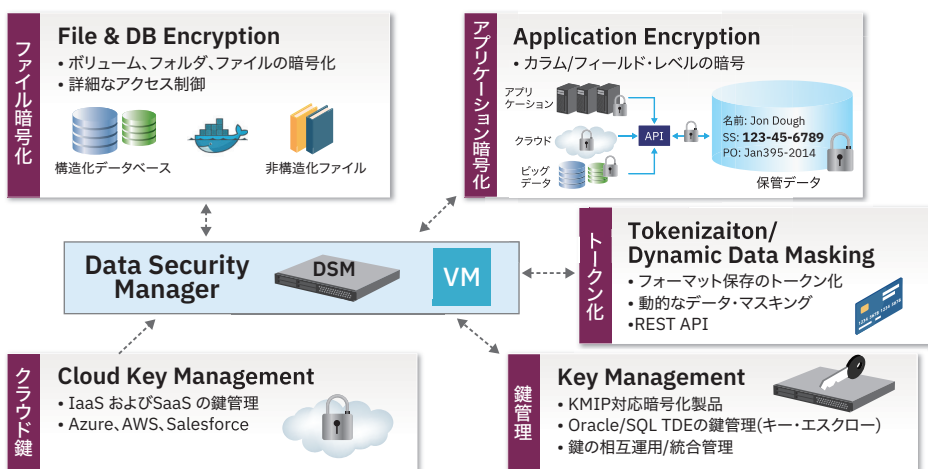 ファイル暗号化
File & DB Encryption
• ボリューム、フォルダ、ファイルの暗号化
• 詳細なアクセス制御
構造化データベース
非構造化ファイル
アプリケーション暗号化
Application Encryption
• カラム/フィールド・レベルの暗号
アプリ
ケーション
クラウド
ビッグ
データ
API
名前: Jon Dough
SS: 123-45-6789
PO: Jan395-2014
保管データ
Data Security
Manager
DSM
VM
トークン化
Tokenizaiton/
Dynamic Data Masking
• フォーマット保存のトークン化
• 動的なデータ・マスキング
•REST API
1234 5678 1234 5678
クラウド鍵
Cloud Key Management
• IaaS およびSaaS の鍵管理
• Azure、AWS、Salesforce
鍵管理
Key Management
• KMIP対応暗号化製品
• Oracle/SQL TDEの鍵管理(キー・エスクロー)
• 鍵の相互運用/統合管理